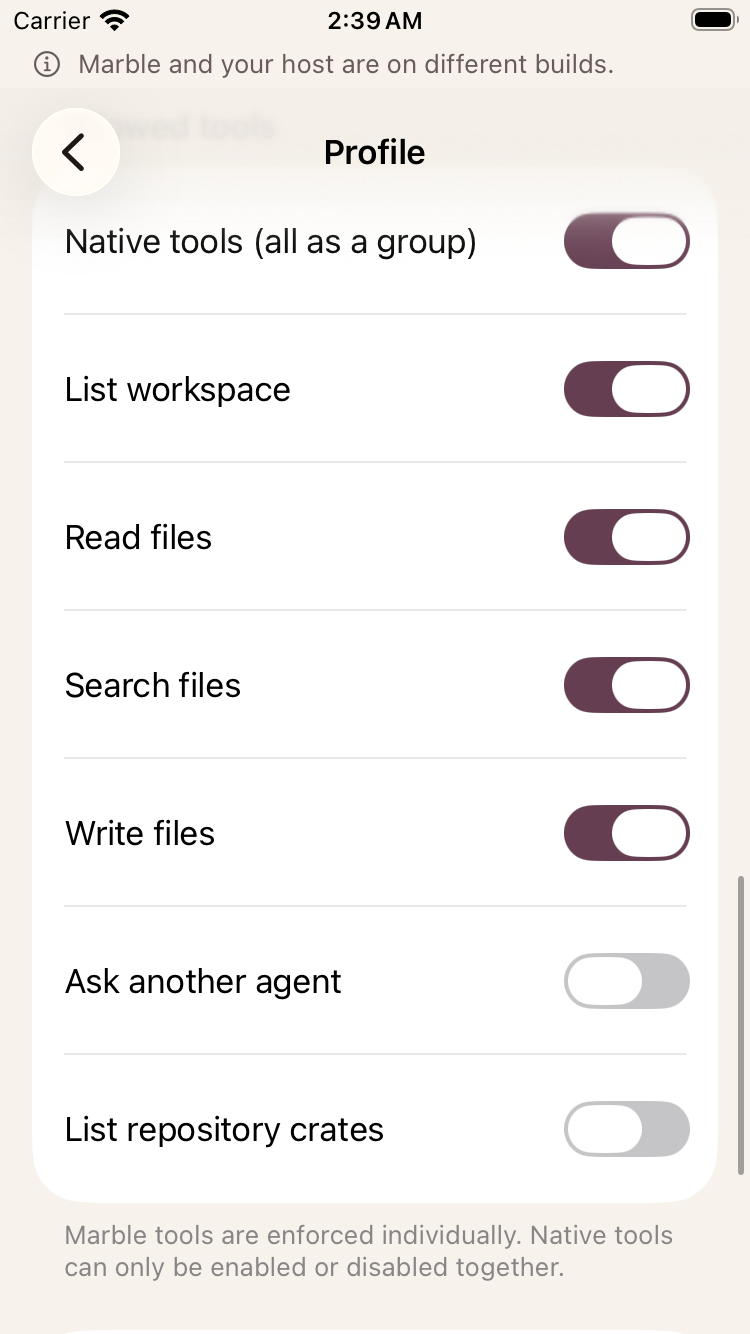 Carrier 2:39 AM
Marble and your host are on different builds.
Profile
Native tools (all as a group)
List workspace
Read files
Search files
Write files
Ask another agent
List repository crates
Marble tools are enforced individually. Native tools
can only be enabled or disabled together.